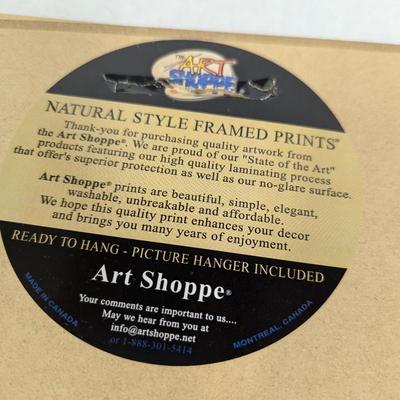 THE
ART
SHOPPE
NATURAL STYLE FRAMED PRINTS®
Thank-you for purchasing quality artwork from
the Art Shoppe®. We are proud of our "State of the Art"
products featuring our high quality laminating process
that offer's superior protection as well as our no-glare surface.
Art Shoppe® prints are beautiful, simple, elegant,
washable, unbreakable and affordable.
We hope this quality print enhances your decor
and brings you many years of enjoyment.
READY TO HANG - PICTURE HANGER INCLUDED
Art Shoppe®
Your comments are important to us....
May we hear from you at
info@artshoppe.net
or 1-888-301-5414
MADE IN CANADA
MONTREAL, CANADA